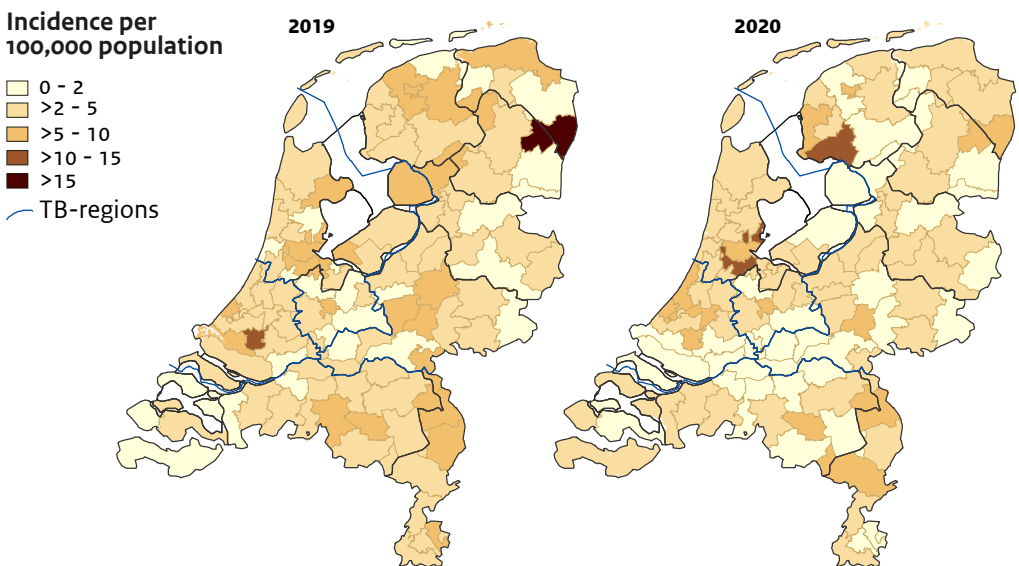 Incidence per
100,000 population
0 - 2
>2 - 5
>5 - 10
>10 - 15
>15
TB-regions
2019
2020